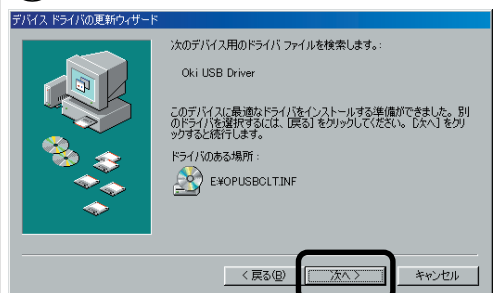 デバイス ドライバの更新ウィザード
次のデバイス用のドライバ ファイルを検索します。:
Oki USB Driver
このデバイスに最適なドライバをインストールする準備ができました。別
のドライバを選択するには、[戻る] をクリックしてください。[次へ] をクリ
ックすると続行します。
ドライバのある場所:
E:¥OPUSBCLT.INF
< 戻る(B)
次へ >
キャンセル